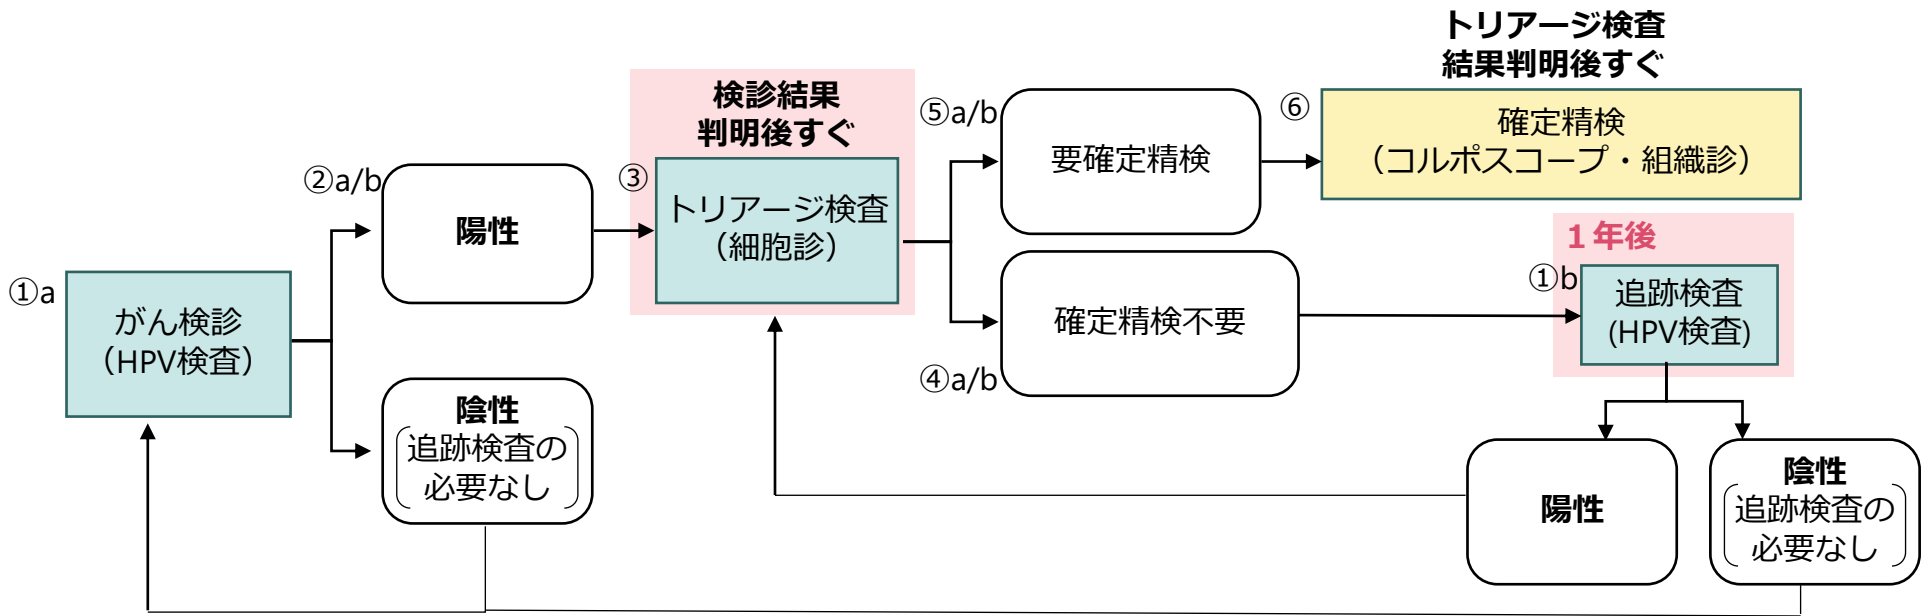 ①a
がん検診
（HPV検査）
②a/b
陽性
陰性
追跡検査の
必要なし
検診結果
判明後すぐ
③
トリアージ検査
（細胞診）
⑤a/b
要確定精検
④a/b
確定精検不要
トリアージ検査
結果判明後すぐ
⑥
確定精検
（コルポスコープ・組織診）
１年後
①b
追跡検査
(HPV検査)
陽性
陰性
追跡検査の
必要なし